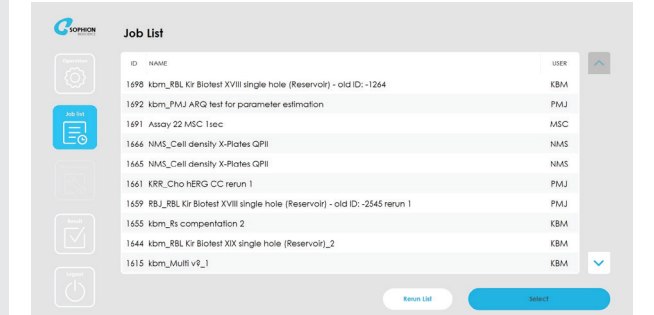 SOPHION
Job List
Operation
ID NAME USER
1698 kbm_RBL Kir Biotest XVIII single hole (Reservoir) - old ID: -1264 KBM
1692 kbm_PMJ ARQ test for parameter estimation PMJ
Job list
1691 Assay 22 MSC 1sec MSC
1666 NMS_Cell density X-Plates QPII NMS
1665 NMS_Cell density X-Plates QPII NMS
1661 KRR_Cho hERG CC rerun 1 PMJ
1659 RBJ_RBL Kir Biotest XVIII single hole (Reservoir) - old ID: -2545 rerun 1 PMJ
1655 kbm_Rs compentation 2 KBM
1644 kbm_RBL Kir Biotest XIX single hole (Reservoir)_2 KBM
1615 kbm_Multi v?_1 KBM
Rerun List
Select